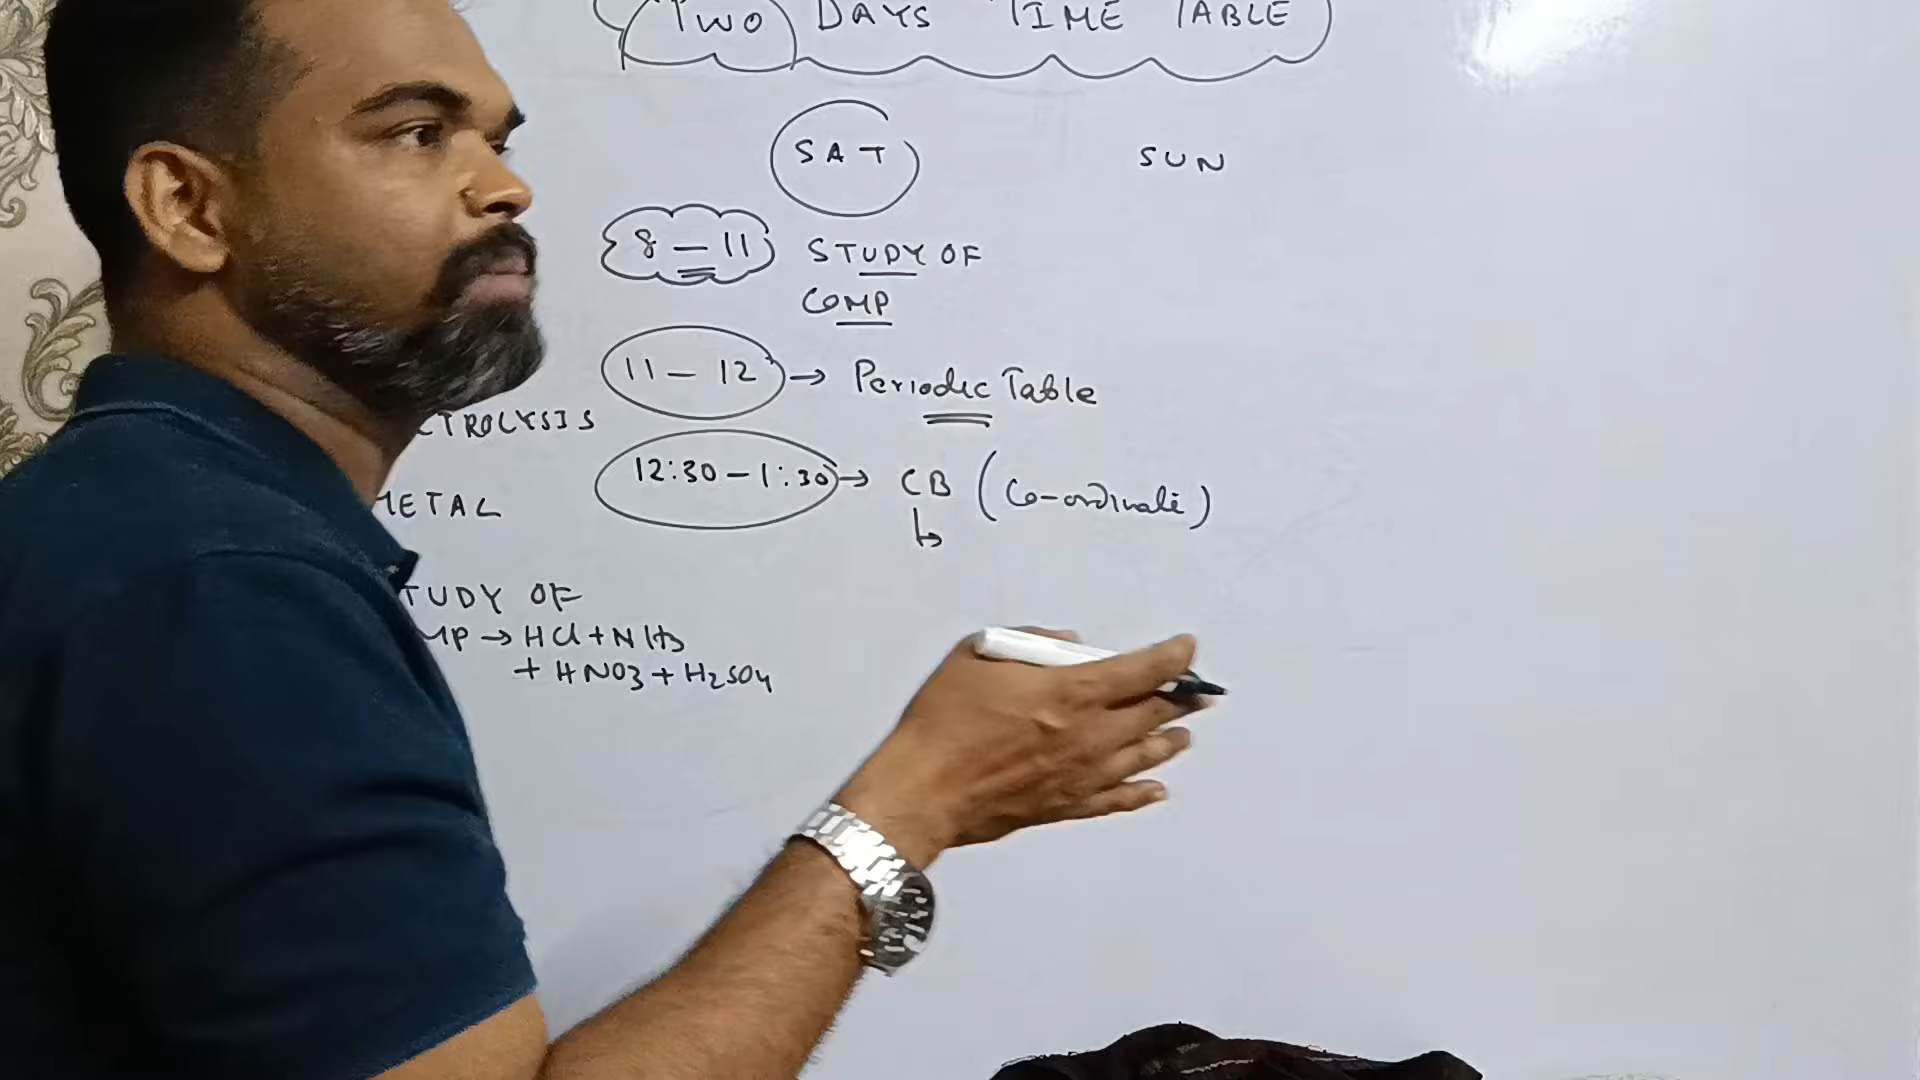 TWO DAYS TIME TABLE
SAT SUN
8 — 11 STUDY OF
COMP
11 — 12 → Periodic Table
CTROLYSIS
12:30 — 1:30 → CB (Co-ordinate)
METAL
TUDY OF
MP → HCl + NH3
+ HNO3 + H2SO4